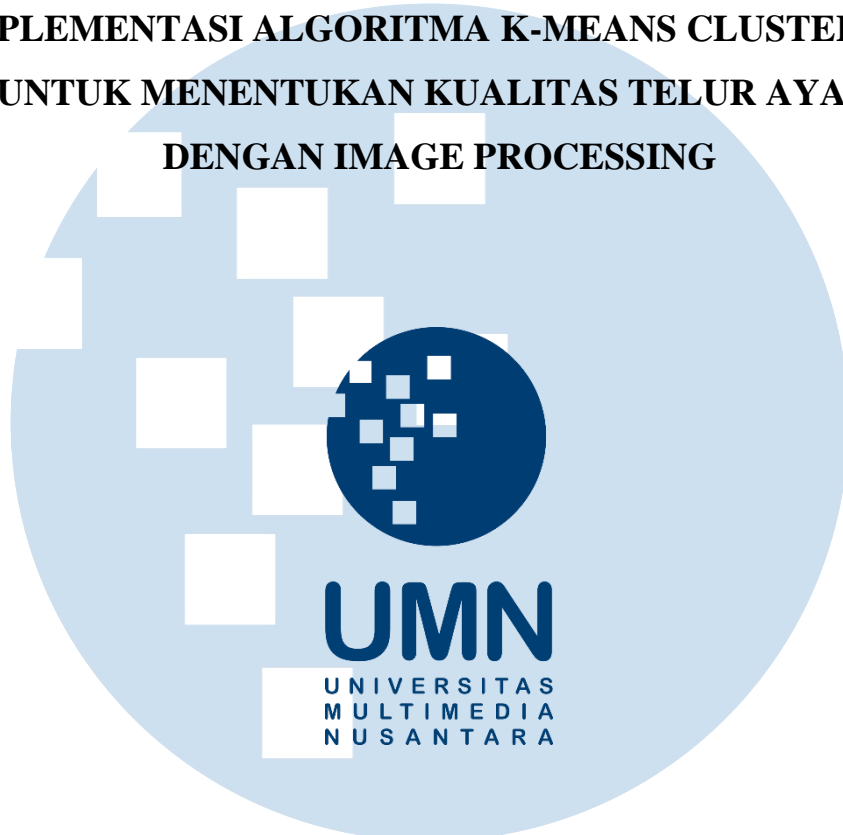 PLEMENTASI ALGORITMA K-MEANS CLUSTE
UNTUK MENENTUKAN KUALITAS TELUR AYA
DENGAN IMAGE PROCESSING
UMN
UNIVERSITAS
MULTIMEDIA
NUSANTARA